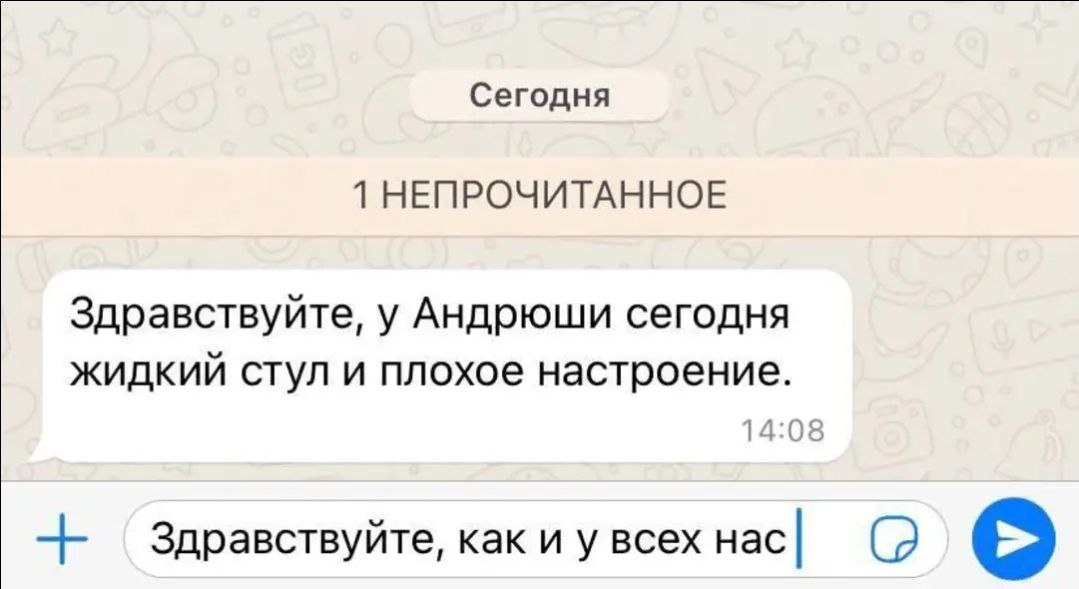 Сегодня
1 НЕПРОЧИТАННОЕ
Здравствуйте, у Андрюши сегодня
жидкий стул и плохое настроение.
14:08
Здравствуйте, как и у всех нас